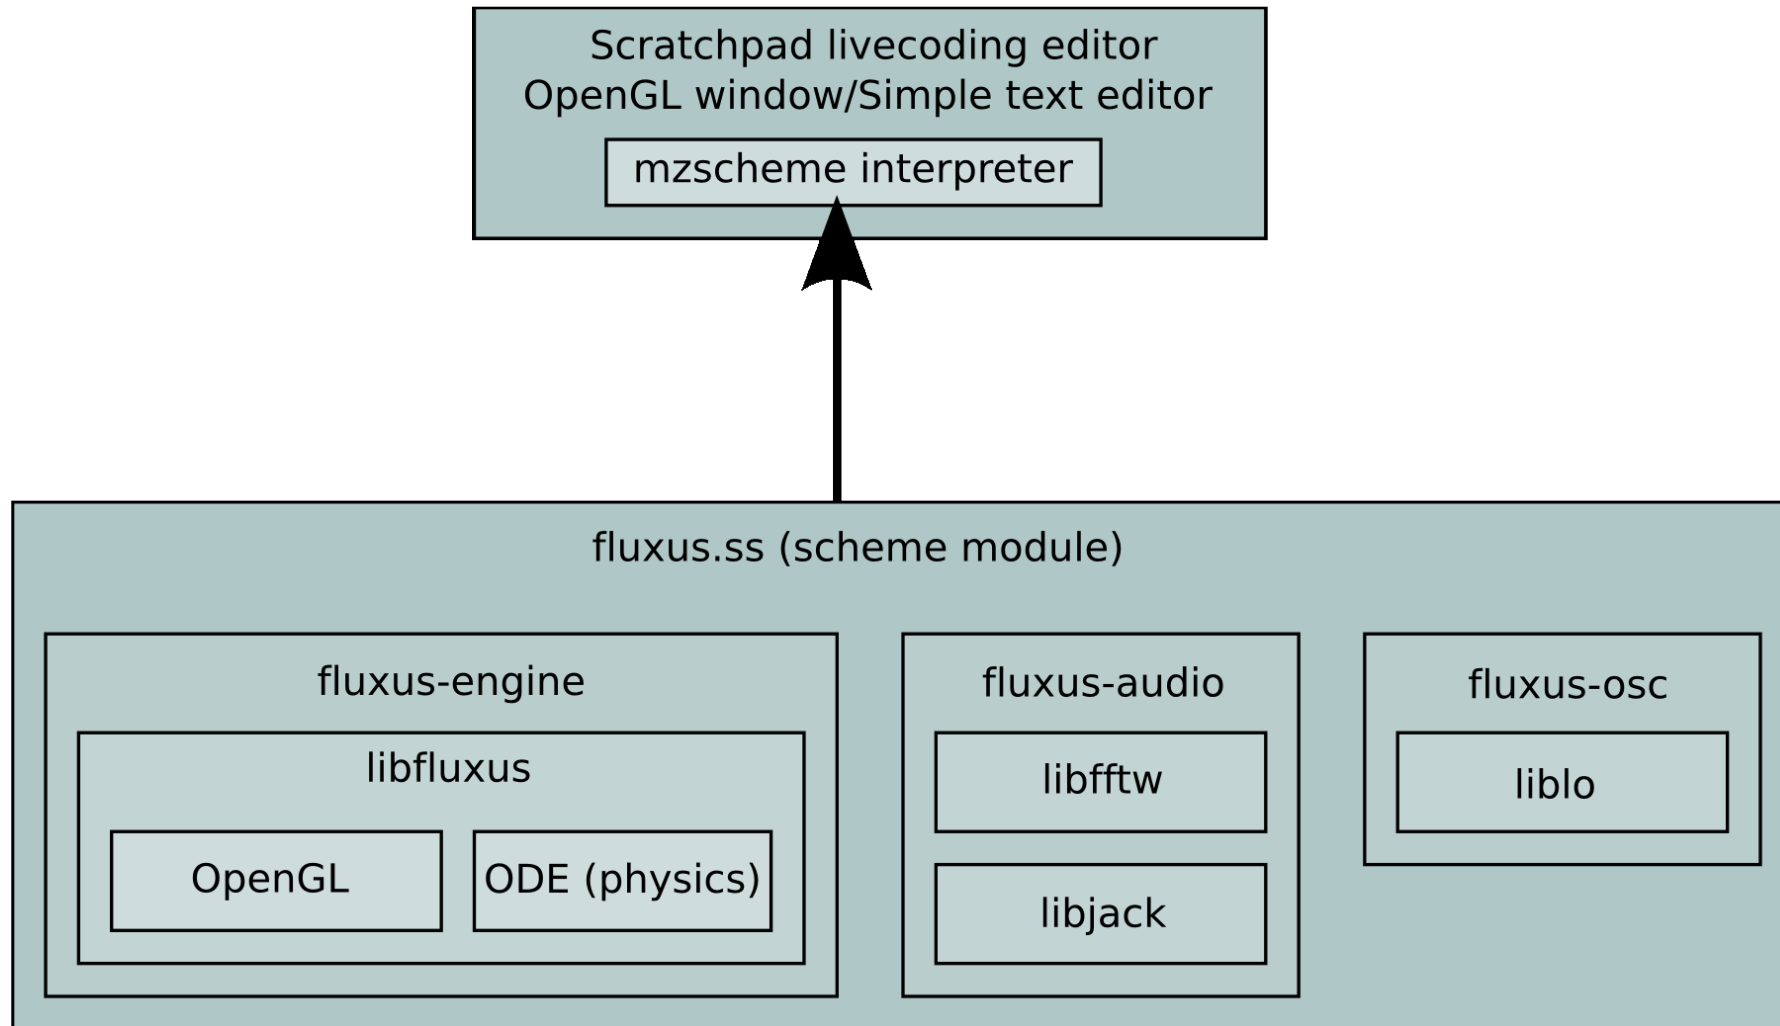 Scratchpad livecoding editor
OpenGL window/Simple text editor
mzscheme interpreter
fluxus.ss (scheme module)
fluxus-engine
libfluxus
OpenGL
ODE (physics)
fluxus-audio
libfftw
libjack
fluxus-osc
liblo